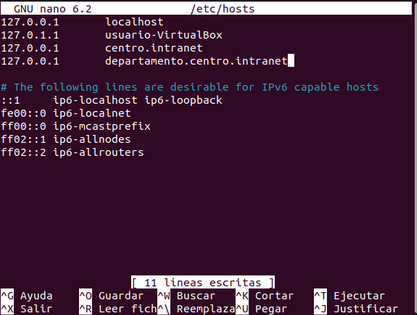 GNU nano 6.2 /etc/hosts
127.0.0.1 localhost
127.0.1.1 usuario-VirtualBox
127.0.0.1 centro.intranet
127.0.0.1 departamento.centro.intranet
# The following lines are desirable for IPv6 capable hosts
::1 ip6-localhost ip6-loopback
fe00::0 ip6-localnet
ff00::0 ip6-mcastprefix
ff02::1 ip6-allnodes
ff02::2 ip6-allrouters
[ 11 líneas escritas ]
^G Ayuda ^O Guardar ^W Buscar ^K Cortar ^T Ejecutar
^X Salir ^R Leer fich^\ Reemplaza^U Pegar ^J Justificar